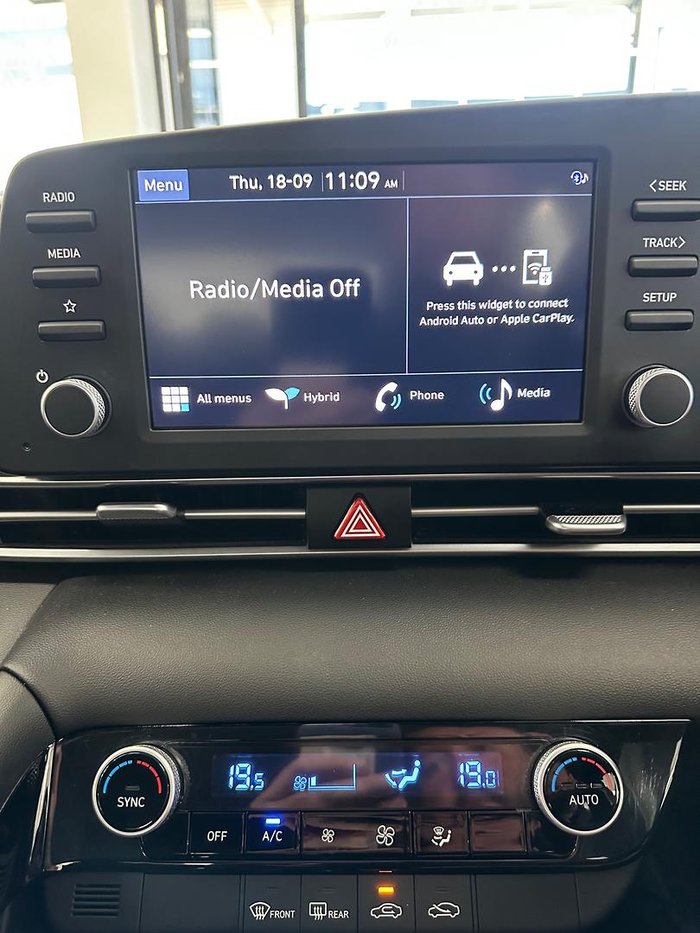 RADIO
MEDIA
Menu
Thu, 18-09 11:09 AM
Radio/Media Off
Press this widget to connect
Android Auto or Apple CarPlay.
All menus
Hybrid
Phone
Media
<SEEK
TRACK>
SETUP
SYNC
19.5
19.0
AUTO
OFF
A/C
FRONT
REAR